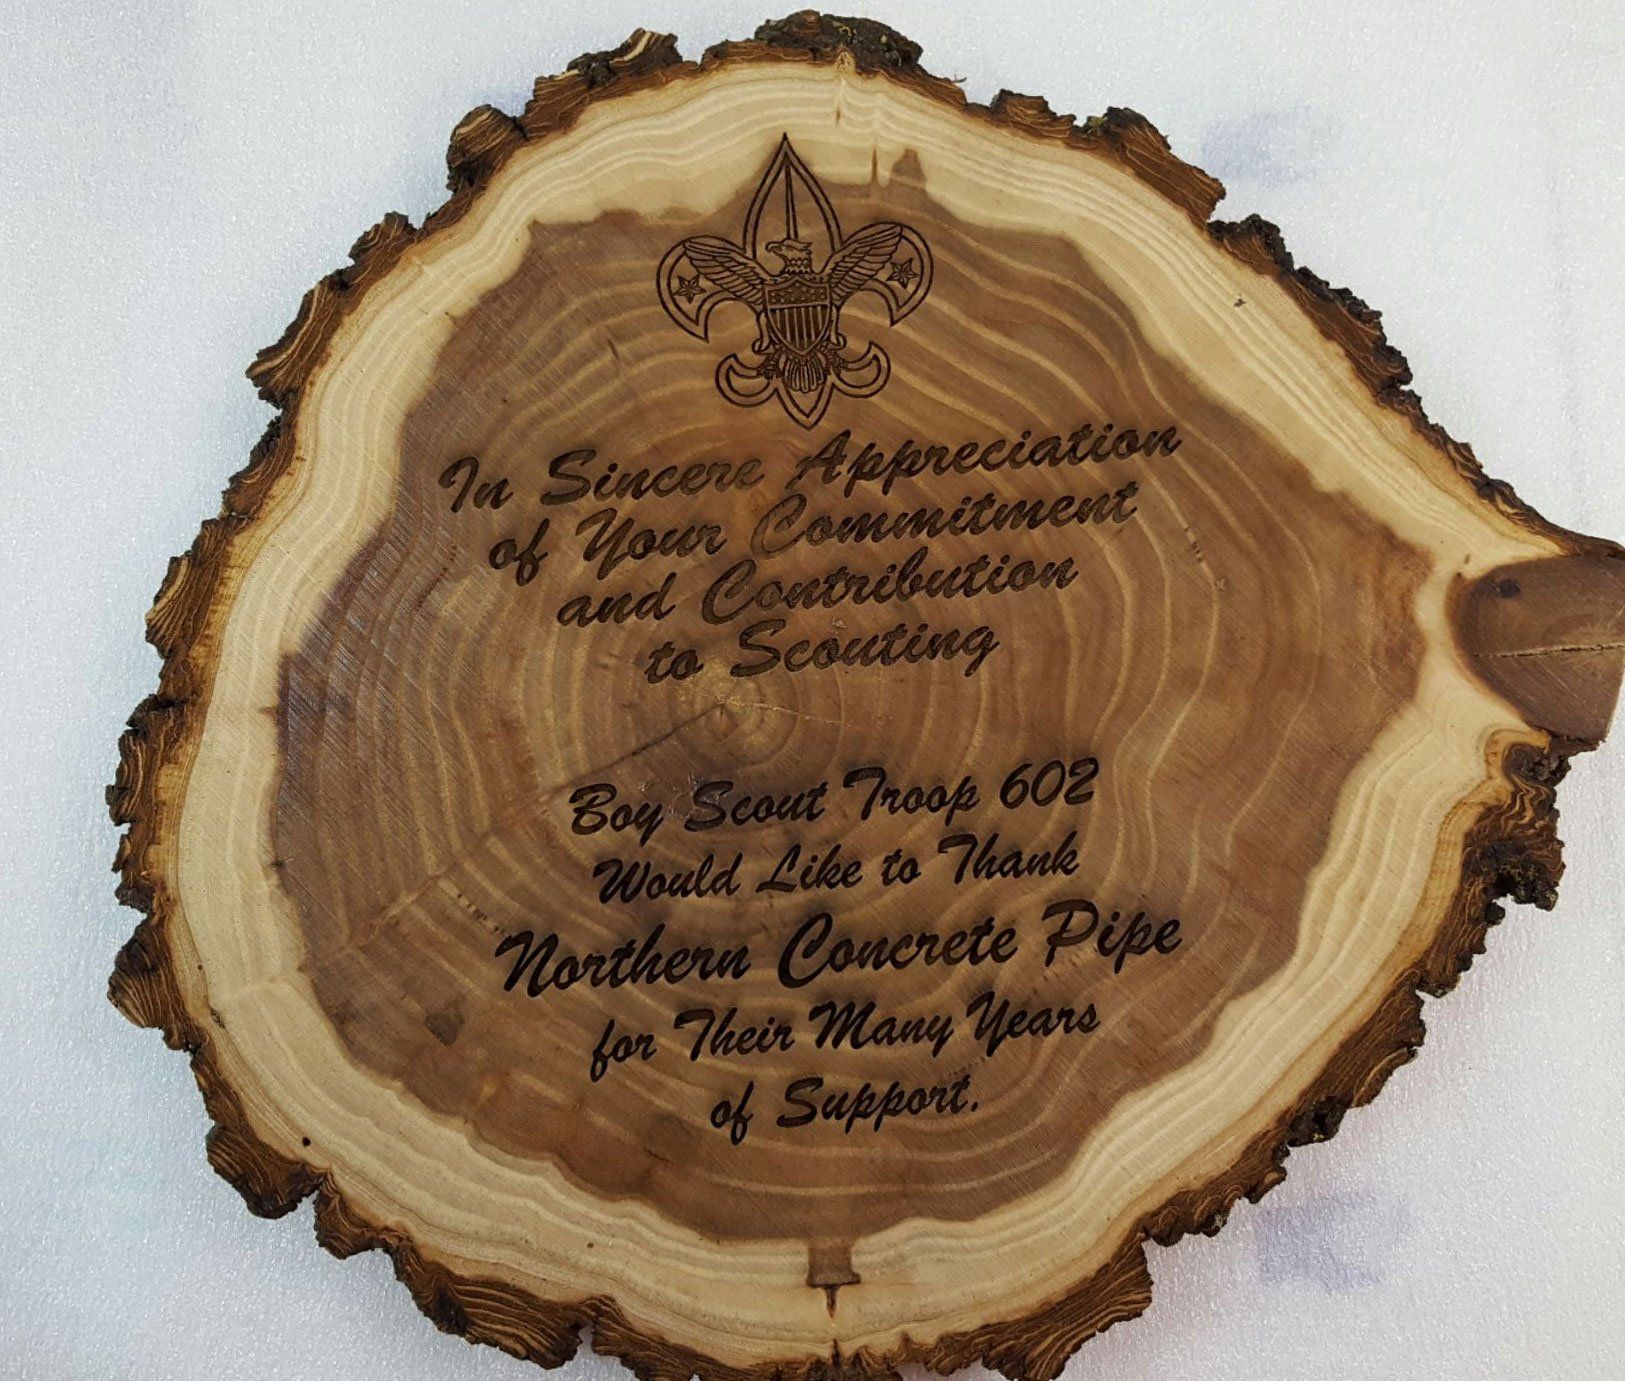 In Sincere Appreciation
of Your Commitment
and Contribution
to Scouting
Boy Scout Troop 602
Would Like to Thank
Northern Concrete Pipe
for Their Many Years
of Support.